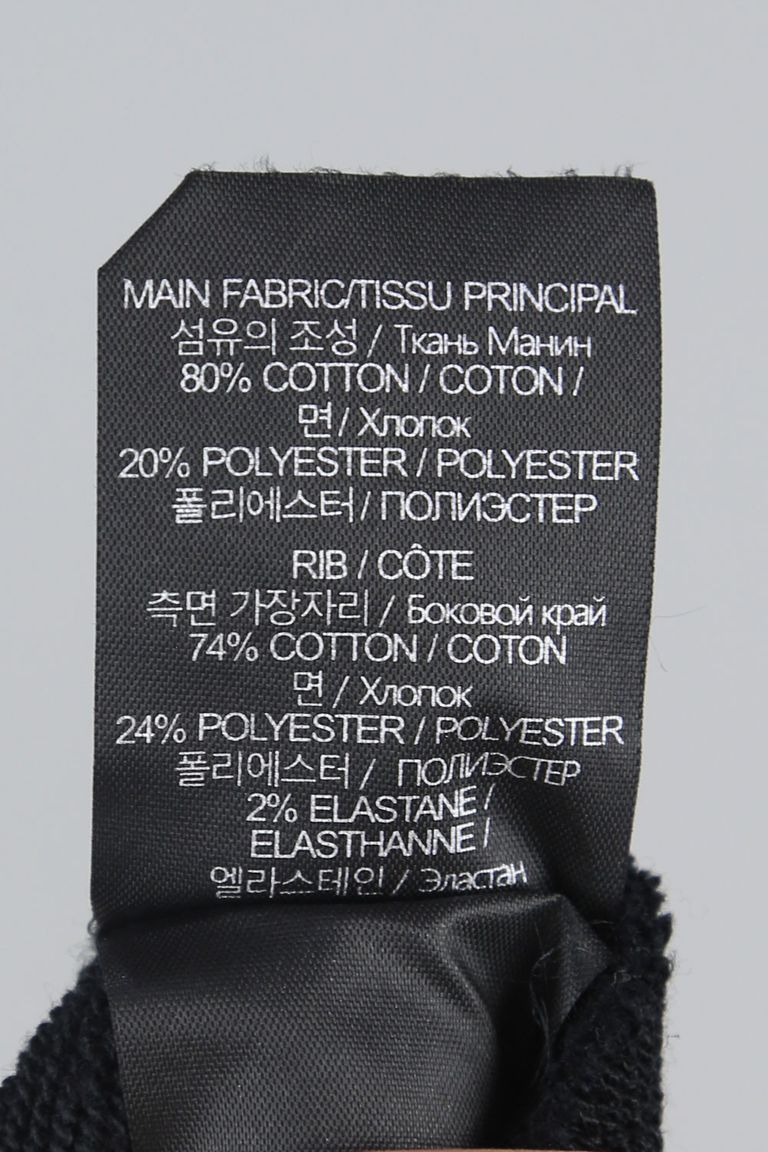 MAIN FABRIC/TISSU PRINCIPAL
섬유의 조성 / Ткань Манин
80% COTTON / COTON /
면 / Хлопок
20% POLYESTER / POLYESTER
폴리에스터 / ПОЛИЭСТЕР
RIB / CÔTE
측면 가장자리 / Боковой край
74% COTTON / COTON
면 / Хлопок
24% POLYESTER / POLYESTER
폴리에스터 / ПОЛИЭСТЕР
2% ELASTANE /
ELASTHANNE /
엘라스테인 / Эластан